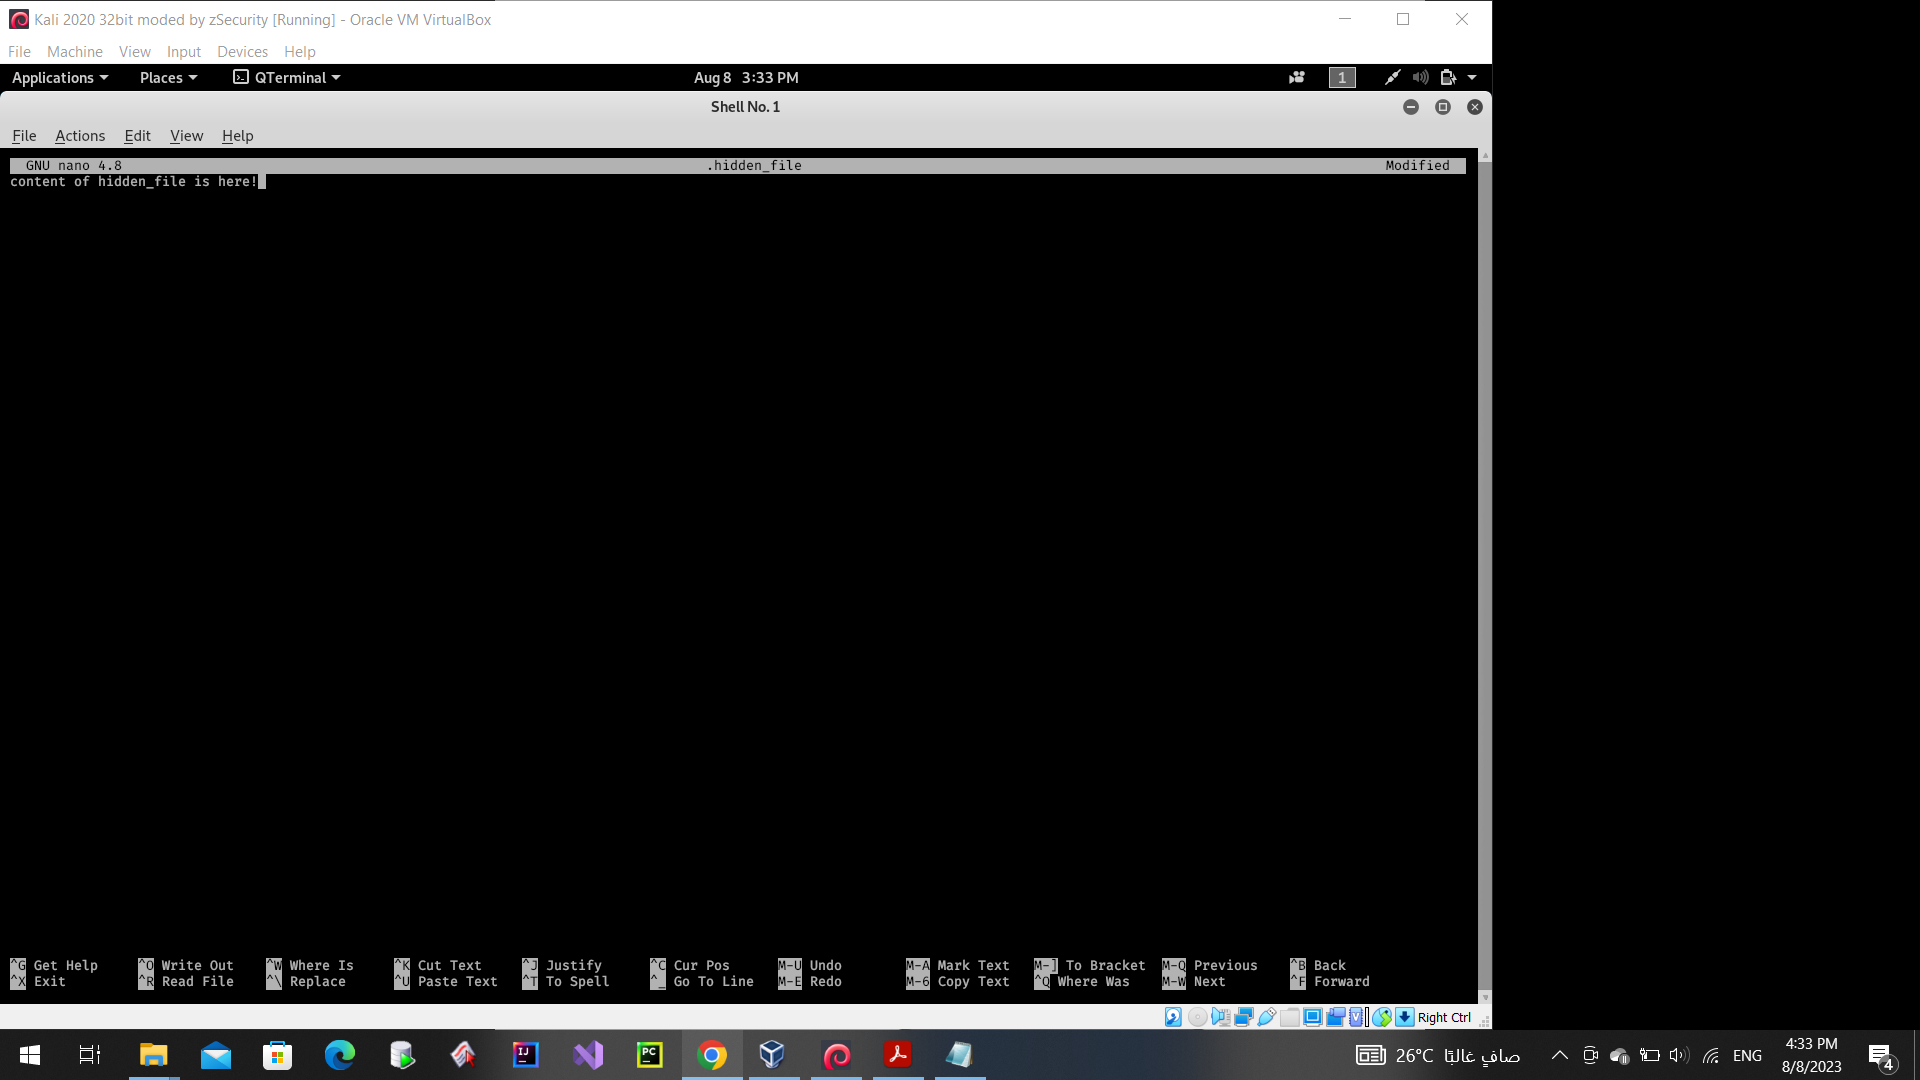 Kali 2020 32bit moded by zSecurity [Running] - Oracle VM VirtualBox
File Machine View Input Devices Help
Applications Places QTerminal Aug 8 3:33 PM 1
Shell No. 1
File Actions Edit View Help
GNU nano 4.8 .hidden_file Modified
content of hidden_file is here!
^G Get Help ^O Write Out ^W Where Is ^K Cut Text ^J Justify ^C Cur Pos M-U Undo M-A Mark Text M-] To Bracket M-Q Previous ^B Back
^X Exit ^R Read File ^\ Replace ^U Paste Text ^T To Spell ^_ Go To Line M-E Redo M-6 Copy Text ^Q Where Was M-W Next ^F Forward
Right Ctrl
IJ PC 26°C صافٍ غالبًا ENG 4:33 PM
8/8/2023 4